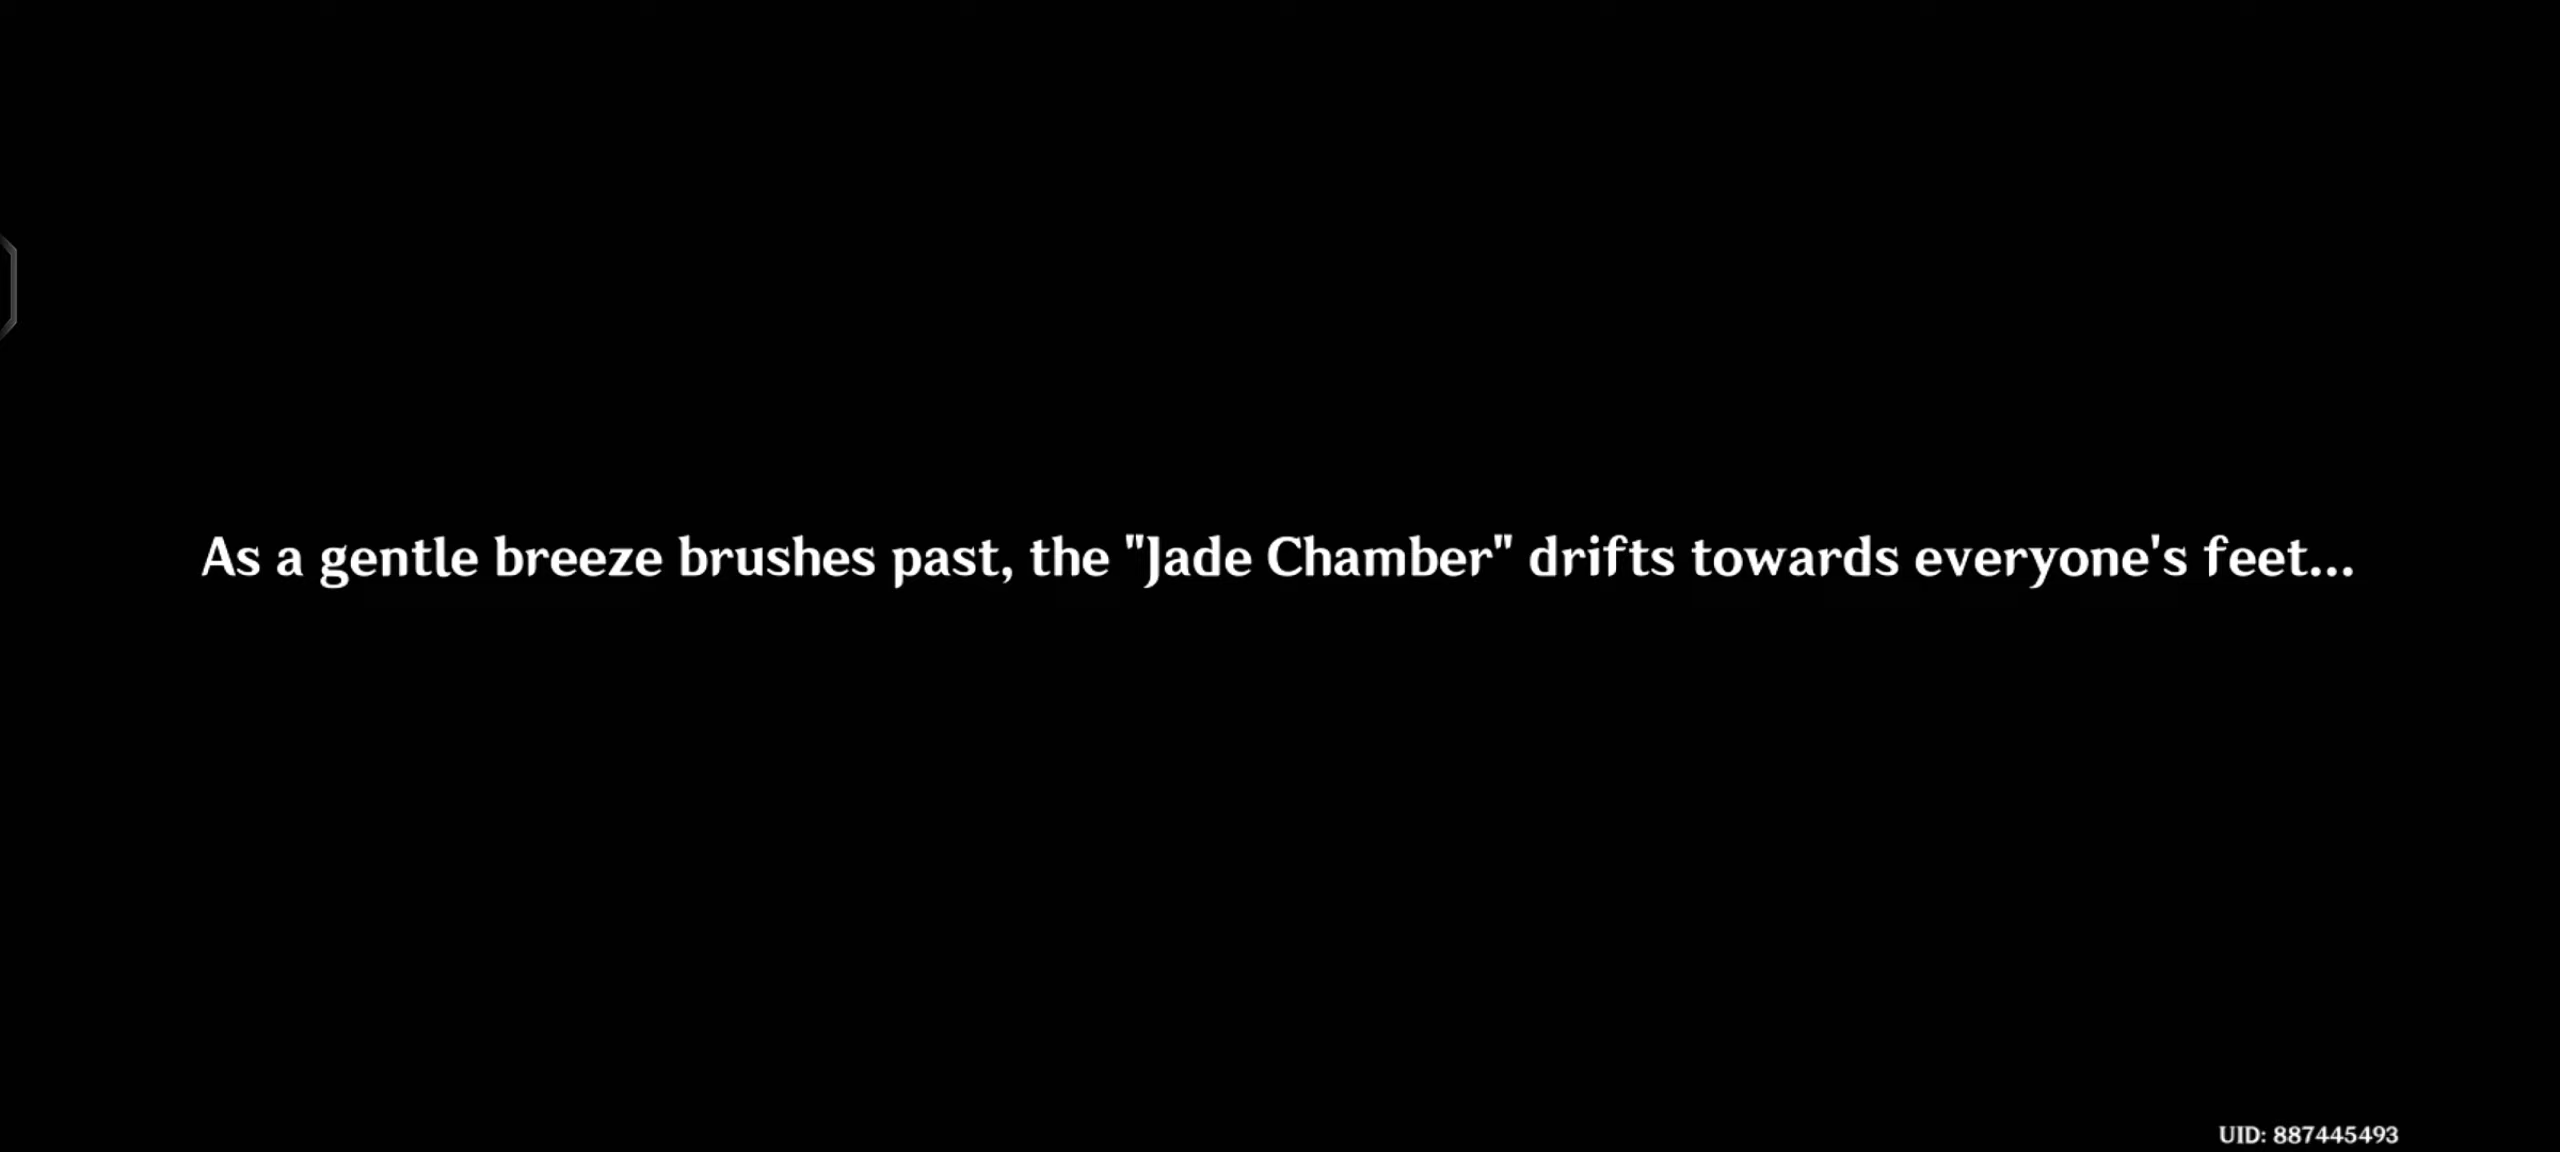 As a gentle breeze brushes past, the "Jade Chamber" drifts towards everyone's feet...
UID: 887445493